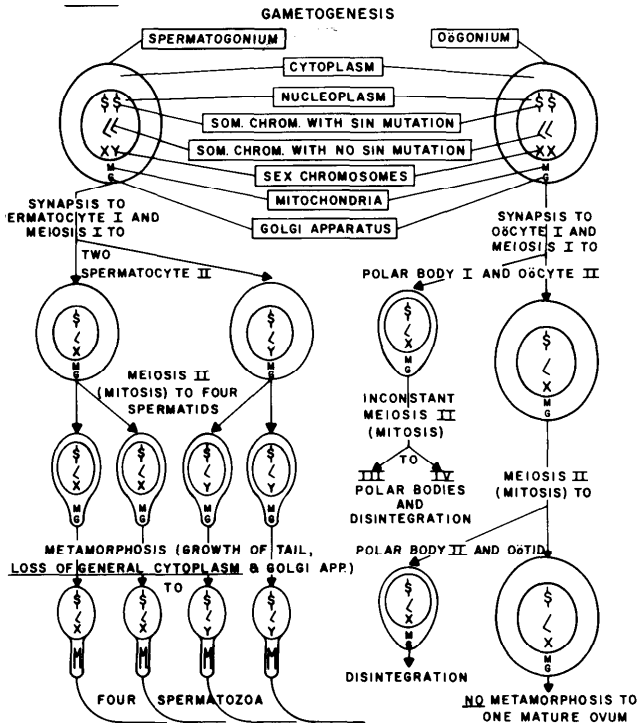 GAMETOGENESIS
SPERMATOGONIUM
OöGONIUM
CYTOPLASM
NUCLEOPLASM
SOM. CHROM. WITH SIN MUTATION
SOM. CHROM. WITH NO SIN MUTATION
SEX CHROMOSOMES
MITOCHONDRIA
GOLGI APPARATUS
$ $
X Y
M
G
$ $
X X
M
G
SYNAPSIS TO
ERMATOCYTE I AND
MEIOSIS I TO
TWO
SPERMATOCYTE II
SYNAPSIS TO
OöCYTE I AND
MEIOSIS I TO
POLAR BODY I AND OöCYTE II
$
X
M
G
$
Y
M
G
$
X
M
G
$
X
M
G
MEIOSIS II
(MITOSIS) TO FOUR
SPERMATIDS
INCONSTANT
MEIOSIS II
(MITOSIS)
TO
III IV
POLAR BODIES
AND
DISINTEGRATION
MEIOSIS II
(MITOSIS) TO
$
X
M
G
$
X
M
G
$
Y
M
G
$
Y
M
G
METAMORPHOSIS (GROWTH OF TAIL,
LOSS OF GENERAL CYTOPLASM & GOLGI APP.)
TO
POLAR BODY II AND OöTID
$
X
M
$
X
M
$
Y
M
$
Y
M
$
X
M
G
$
X
M
G
FOUR SPERMATOZOA
DISINTEGRATION
NO METAMORPHOSIS TO
ONE MATURE OVUM